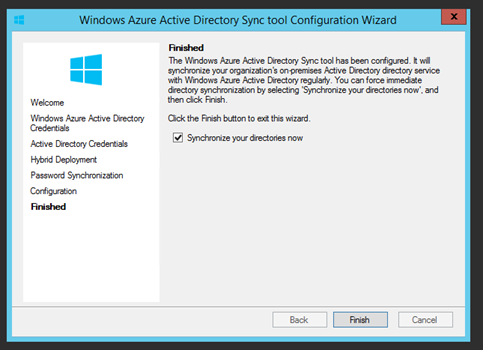 Windows Azure Active Directory Sync tool Configuration Wizard
x
Welcome
Windows Azure Active Directory
Credentials
Active Directory Credentials
Hybrid Deployment
Password Synchronization
Configuration
Finished
Finished
The Windows Azure Active Directory Sync tool has been configured. It will
synchronize your organization's on-premises Active Directory directory service
with Windows Azure Active Directory regularly. You can force immediate
directory synchronization by selecting 'Synchronize your directories now', and
then click Finish.
Click the Finish button to exit this wizard.
Synchronize your directories now
Back
Finish
Cancel